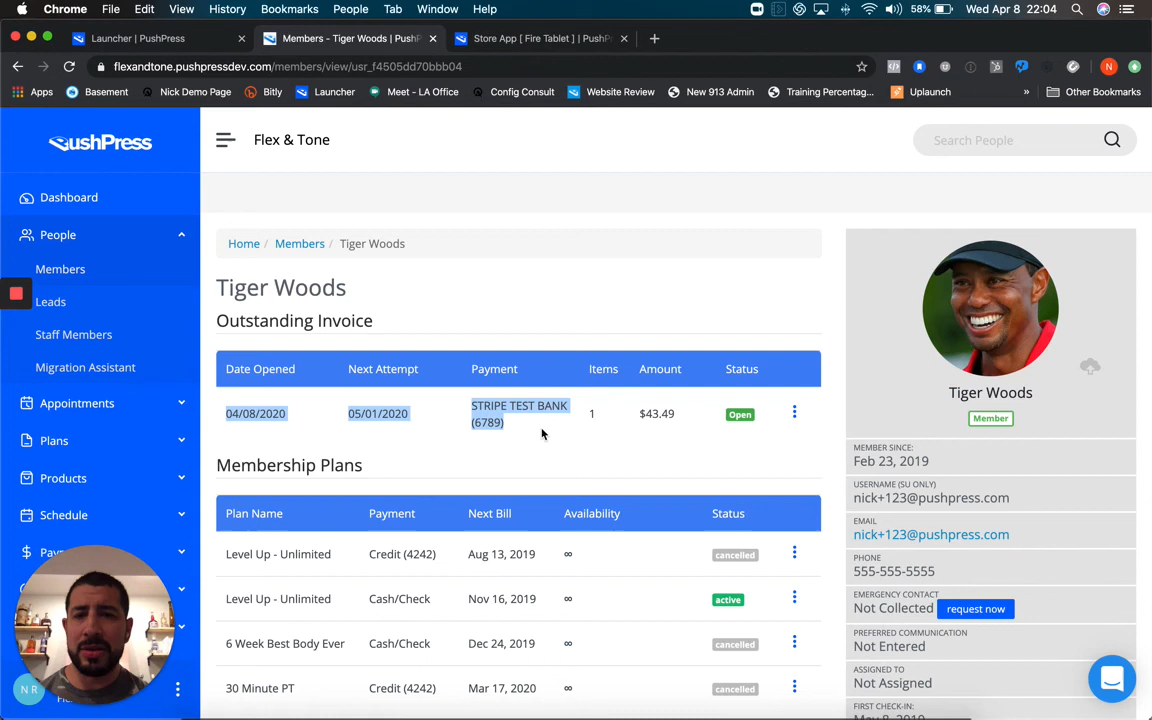 Chrome File Edit View History Bookmarks People Tab Window Help 58% Wed Apr 8 22:04
Launcher | PushPress Members - Tiger Woods | PushP Store App [ Fire Tablet ] | PushPr
flexandtone.pushpressdev.com/members/view/usr_f4505dd70bbb04 N
Apps Basement Nick Demo Page Bitly Launcher Meet - LA Office Config Consult Website Review New 913 Admin Training Percentag... Uplaunch » Other Bookmarks
PushPress
Flex & Tone
Search People
Dashboard
People
Members
Leads
Staff Members
Migration Assistant
Appointments
Plans
Products
Schedule
N R
Home / Members / Tiger Woods
Tiger Woods
Outstanding Invoice
Date Opened Next Attempt Payment Items Amount Status
04/08/2020 05/01/2020 STRIPE TEST BANK (6789) 1 $43.49 Open
Membership Plans
Plan Name Payment Next Bill Availability Status
Level Up - Unlimited Credit (4242) Aug 13, 2019 ∞ cancelled
Level Up - Unlimited Cash/Check Nov 16, 2019 ∞ active
6 Week Best Body Ever Cash/Check Dec 24, 2019 ∞ cancelled
30 Minute PT Credit (4242) Mar 17, 2020 ∞ cancelled
Tiger Woods
Member
MEMBER SINCE:
Feb 23, 2019
USERNAME (SU ONLY)
nick+123@pushpress.com
EMAIL
nick+123@pushpress.com
PHONE
555-555-5555
EMERGENCY CONTACT
Not Collected request now
PREFERRED COMMUNICATION
Not Entered
ASSIGNED TO
Not Assigned
FIRST CHECK-IN:
May 8, 2019